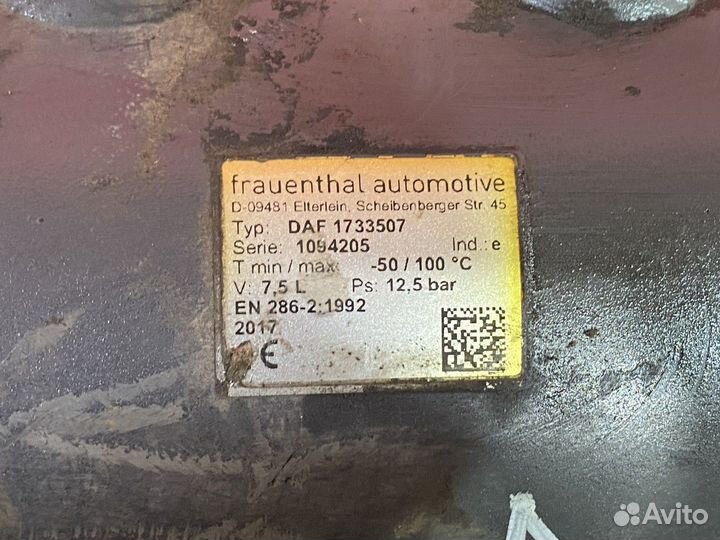 frauenthal automotive
D-09481 Elterlein, Scheibenberger Str. 45
Typ: DAF 1733507
Serie: 1094205 Ind.: e
T min / max: -50 / 100 °C
V: 7,5 L Ps: 12,5 bar
EN 286-2:1992
2017
CE
Avito